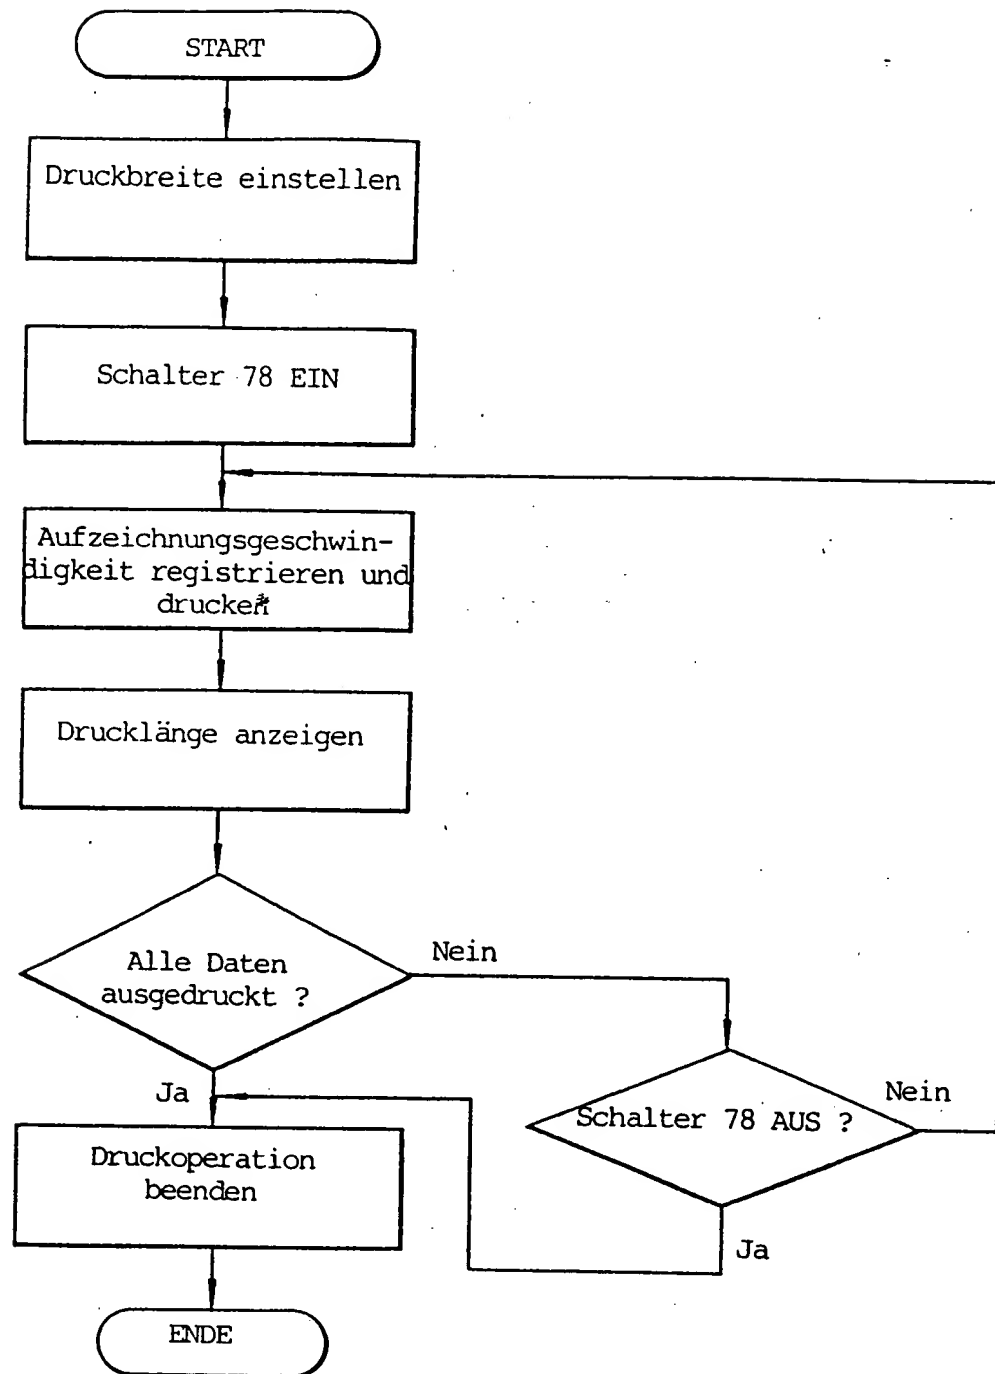 START
Druckbreite einstellen
Schalter 78 EIN
Aufzeichnungsgeschwin-
digkeit registrieren und
drucken
Drucklänge anzeigen
Alle Daten
ausgedruckt ?
Nein
Ja
Schalter 78 AUS ?
Nein
Ja
Druckoperation
beenden
ENDE